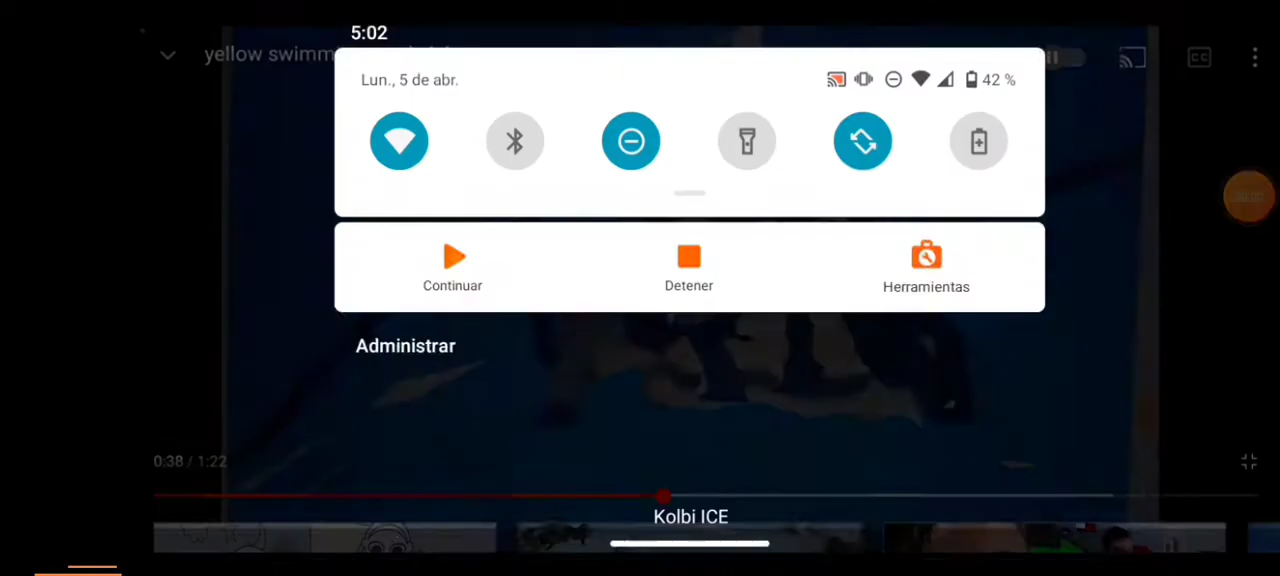 5:02
yellow swimm
Lun., 5 de abr.
42 %
CC
Continuar
Detener
Herramientas
Administrar
0:38 / 1:22
Kolbi ICE